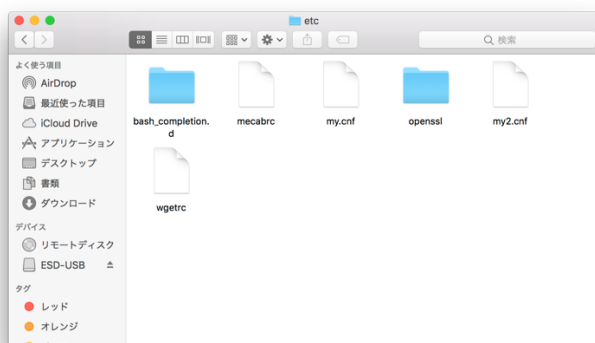 etc
検索
よく使う項目
AirDrop
最近使った項目
iCloud Drive
アプリケーション
デスクトップ
書類
ダウンロード
デバイス
リモートディスク
ESD-USB
タグ
レッド
オレンジ
bash_completion.
d
mecabrc
my.cnf
openssl
my2.cnf
wgetrc